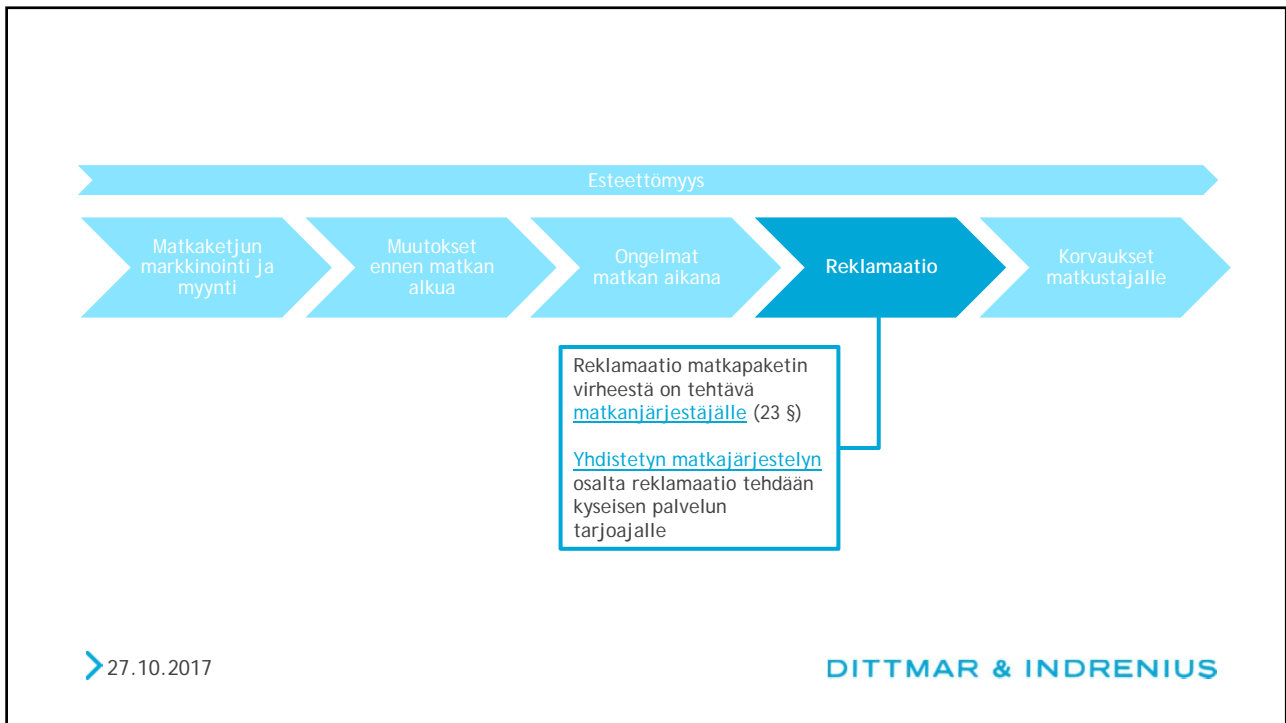 Esteettömyys
Matkaketjun
markkinointi ja
myynti
Muutokset
ennen matkan
alkua
Ongelmat
matkan aikana
Reklamaatio
Korvaukset
matkustajalle
Reklamaatio matkapaketin
virheestä on tehtävä
matkanjärjestäjälle (23 §)
Yhdistetyn matkajärjestelyn
osalta reklamaatio tehdään
kyseisen palvelun
tarjoajalle
27.10.2017
DITTMAR & INDRENIUS